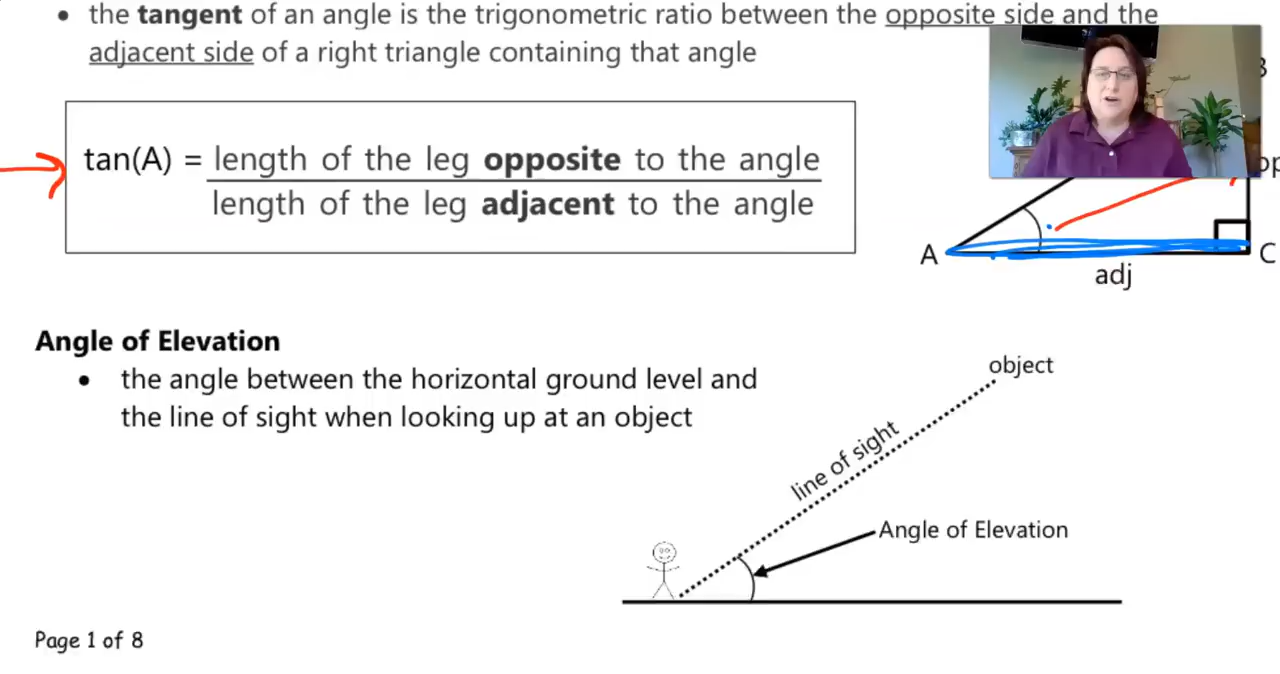 • the tangent of an angle is the trigonometric ratio between the opposite side and the
adjacent side of a right triangle containing that angle
B
tan(A) = length of the leg opposite to the angle
length of the leg adjacent to the angle
A
C
adj
Angle of Elevation
• the angle between the horizontal ground level and
the line of sight when looking up at an object
object
line of sight
Angle of Elevation
Page 1 of 8